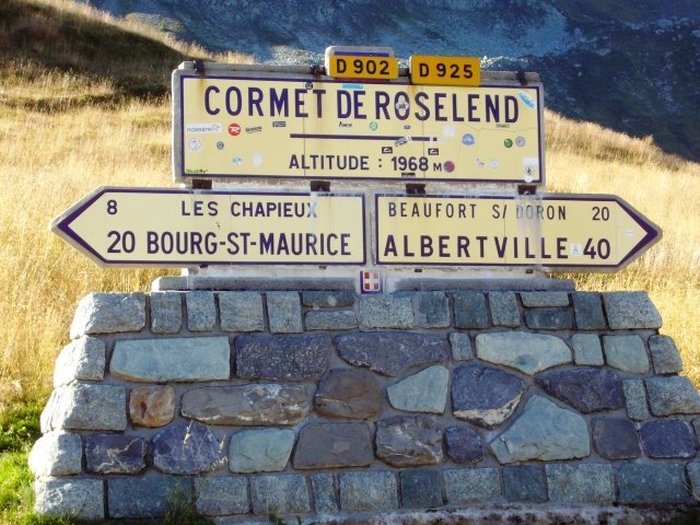 D 902 D 925
CORMET DE ROSELEND
ALTITUDE : 1968 M
8 LES CHAPIEUX
20 BOURG-ST-MAURICE
BEAUFORT S/ DORON 20
ALBERTVILLE 40